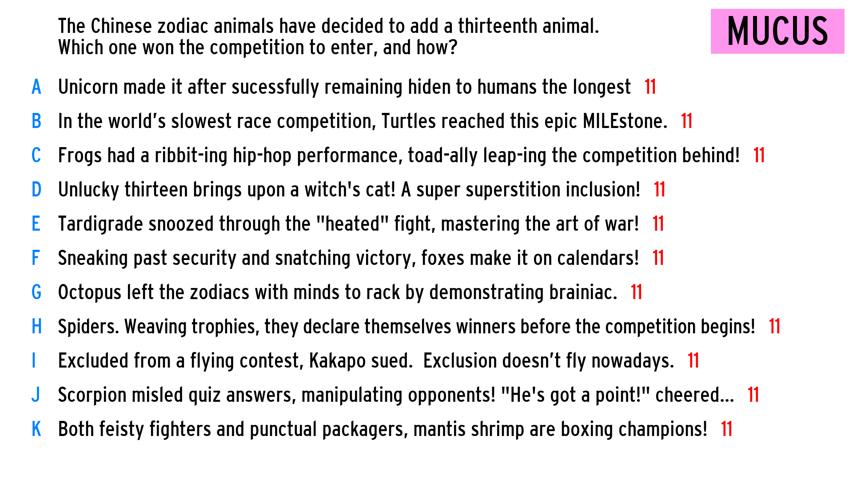 The Chinese zodiac animals have decided to add a thirteenth animal.
Which one won the competition to enter, and how?
MUCUS
A Unicorn made it after sucessfully remaining hiden to humans the longest 11
B In the world's slowest race competition, Turtles reached this epic MILEstone. 11
C Frogs had a ribbit-ing hip-hop performance, toad-ally leap-ing the competition behind! 11
D Unlucky thirteen brings upon a witch's cat! A super superstition inclusion! 11
E Tardigrade snoozed through the "heated" fight, mastering the art of war! 11
F Sneaking past security and snatching victory, foxes make it on calendars! 11
G Octopus left the zodiacs with minds to rack by demonstrating brainiac. 11
H Spiders. Weaving trophies, they declare themselves winners before the competition begins! 11
I Excluded from a flying contest, Kakapo sued. Exclusion doesn't fly nowadays. 11
J Scorpion misled quiz answers, manipulating opponents! "He's got a point!" cheered... 11
K Both feisty fighters and punctual packagers, mantis shrimp are boxing champions! 11